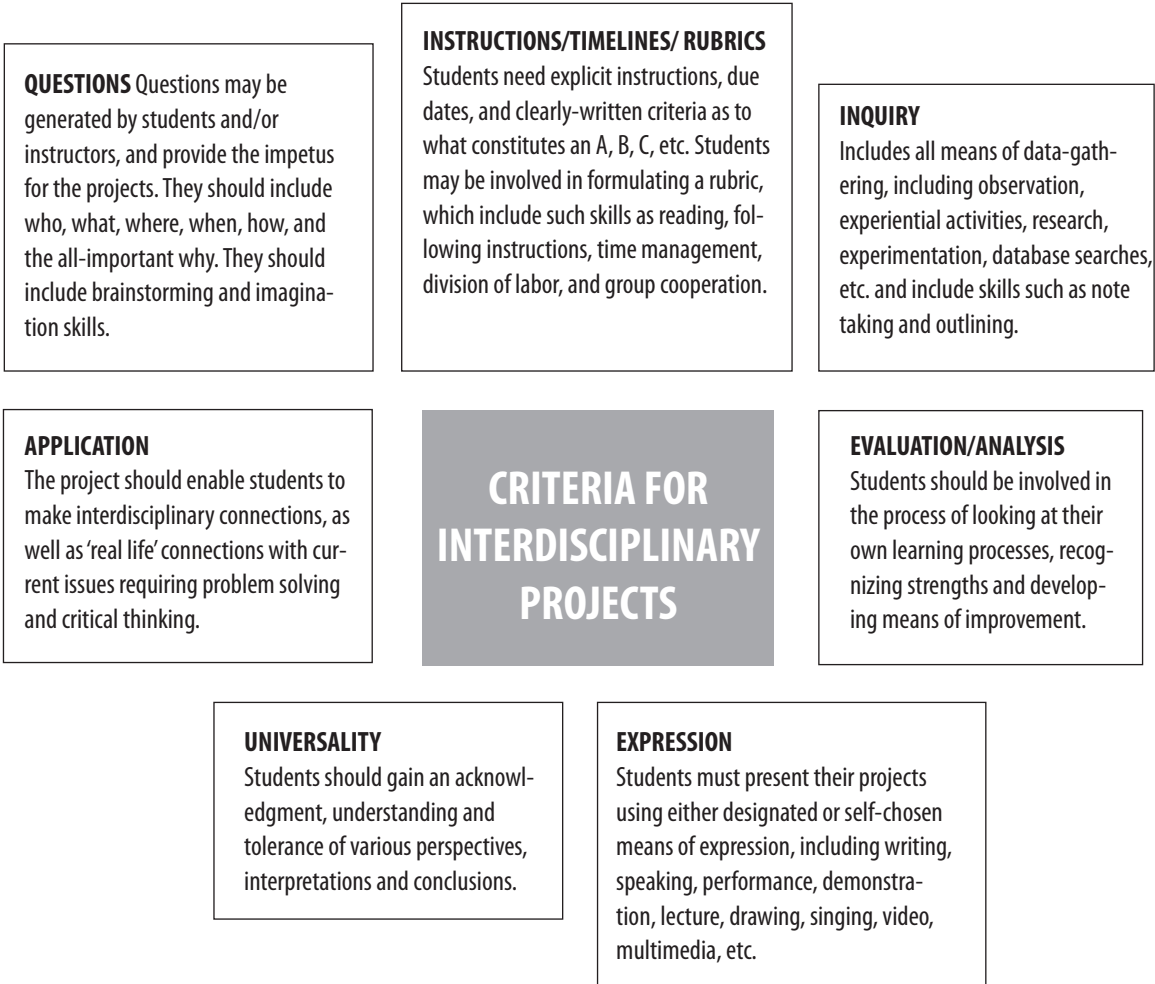 QUESTIONS Questions may be
generated by students and/or
instructors, and provide the impetus
for the projects. They should include
who, what, where, when, how, and
the all-important why. They should
include brainstorming and imagina-
tion skills.
INSTRUCTIONS/TIMELINES/ RUBRICS
Students need explicit instructions, due
dates, and clearly-written criteria as to
what constitutes an A, B, C, etc. Students
may be involved in formulating a rubric,
which include such skills as reading, fol-
lowing instructions, time management,
division of labor, and group cooperation.
INQUIRY
Includes all means of data-gath-
ering, including observation,
experiential activities, research,
experimentation, database searches,
etc. and include skills such as note
taking and outlining.
APPLICATION
The project should enable students to
make interdisciplinary connections, as
well as ‘real life’ connections with cur-
rent issues requiring problem solving
and critical thinking.
CRITERIA FOR
INTERDISCIPLINARY
PROJECTS
EVALUATION/ANALYSIS
Students should be involved in
the process of looking at their
own learning processes, recog-
nizing strengths and develop-
ing means of improvement.
UNIVERSALITY
Students should gain an acknowl-
edgment, understanding and
tolerance of various perspectives,
interpretations and conclusions.
EXPRESSION
Students must present their projects
using either designated or self-chosen
means of expression, including writing,
speaking, performance, demonstra-
tion, lecture, drawing, singing, video,
multimedia, etc.